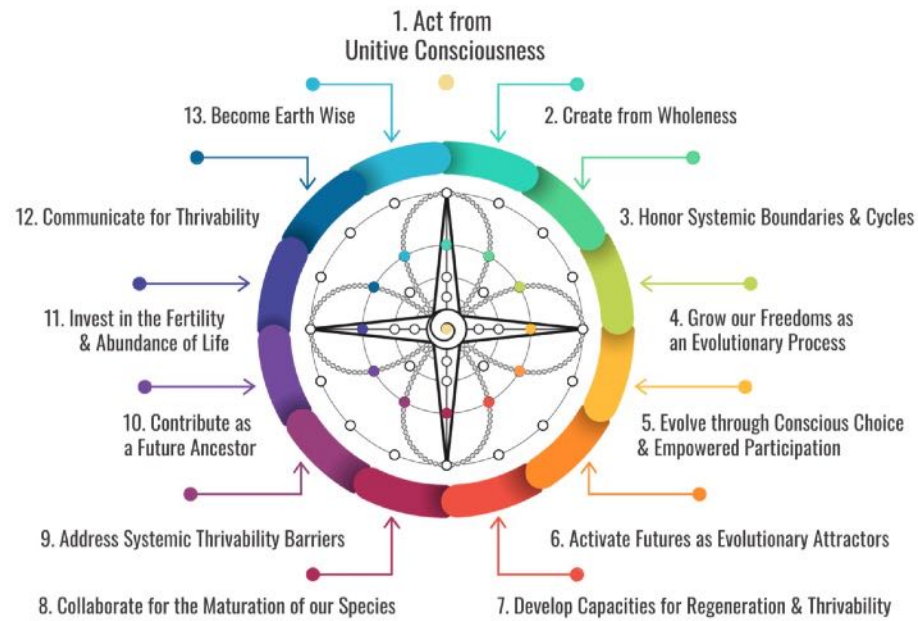 1. Act from
Unitive Consciousness
2. Create from Wholeness
3. Honor Systemic Boundaries & Cycles
4. Grow our Freedoms as
an Evolutionary Process
5. Evolve through Conscious Choice
& Empowered Participation
6. Activate Futures as Evolutionary Attractors
7. Develop Capacities for Regeneration & Thrivability
8. Collaborate for the Maturation of our Species
9. Address Systemic Thrivability Barriers
10. Contribute as
a Future Ancestor
11. Invest in the Fertility
& Abundance of Life
12. Communicate for Thrivability
13. Become Earth Wise